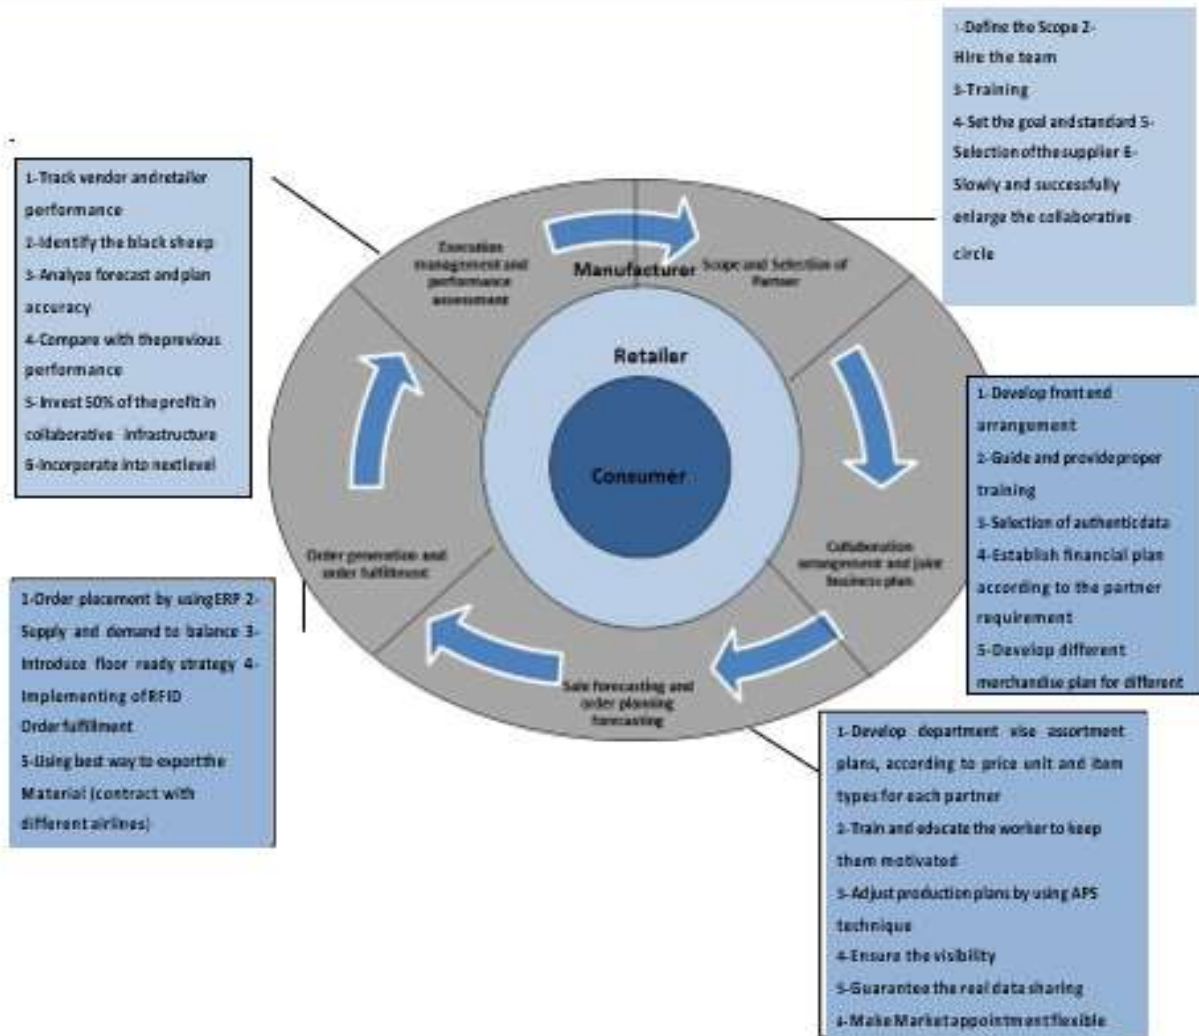 1-Define the Scope 2-
Hire the team
3-Training
4-Set the goal and standard 5-
Selection of the supplier 6-
Slowly and successfully
enlarge the collaborative
circle
1-Track vendor and retailer
performance
2-Identify the black sheep
3-Analyze forecast and plan
accuracy
4-Compare with the previous
performance
5-Invest 50% of the profit in
collaborative infrastructure
6-Incorporate into next level
Execution
management and
performance
assessment
Manufacturer
Scope and Selection of
Partner
Retailer
Consumer
Collaboration
arrangement and joint
business plan
Order generation and
order fulfillment
Sale forecasting and
order planning
forecasting
1-Develop front end
arrangement
2-Guide and provide proper
training
3-Selection of authentic data
4-Establish financial plan
according to the partner
requirement
5-Develop different
merchandise plan for different
1-Order placement by using ERP 2-
Supply and demand to balance 3-
Introduce floor ready strategy 4-
Implementing of RFID
Order fulfillment
5-Using best way to export the
Material (contract with
different airlines)
1-Develop department vise assortment
plans, according to price unit and item
types for each partner
2-Train and educate the worker to keep
them motivated
3-Adjust production plans by using APS
technique
4-Ensure the visibility
5-Guarantee the real data sharing
6-Make Market appointment flexible